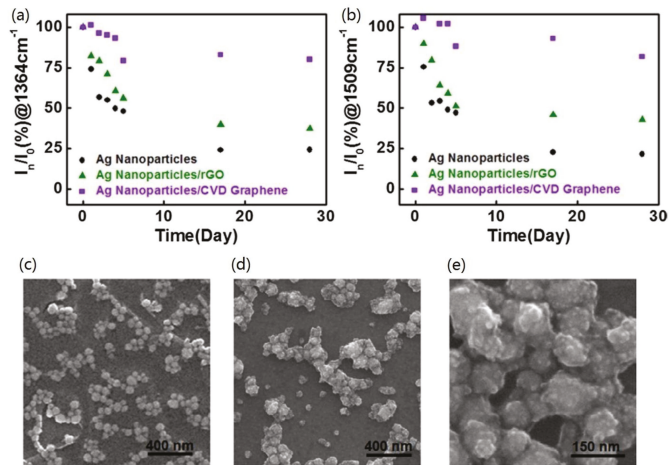 (a)
I_n/I_0(%)@1364cm⁻¹
100
75
50
25
0
Ag Nanoparticles
Ag Nanoparticles/rGO
Ag Nanoparticles/CVD Graphene
0 10 20 30
Time(Day)
(b)
I_n/I_0(%)@1509cm⁻¹
100
75
50
25
0
Ag Nanoparticles
Ag Nanoparticles/rGO
Ag Nanoparticles/CVD Graphene
0 10 20 30
Time(Day)
(c)
400 nm
(d)
400 nm
(e)
150 nm